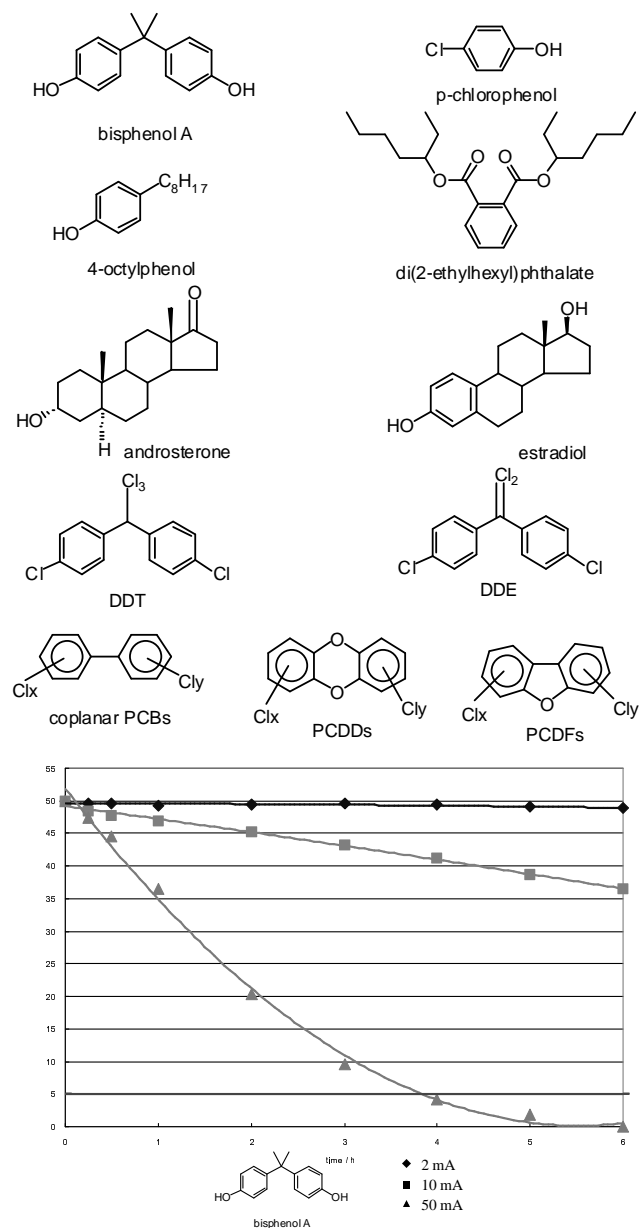 HO
OH
bisphenol A
Cl
OH
p-chlorophenol
C8H17
HO
4-octylphenol
O
O
O
O
di(2-ethylhexyl)phthalate
O
HO
H
androsterone
OH
HO
estradiol
Cl3
Cl
Cl
DDT
Cl2
Cl
Cl
DDE
Clx
Cly
coplanar PCBs
O
O
Clx
Cly
PCDDs
O
Clx
Cly
PCDFs
55
50
45
40
35
30
25
20
15
10
5
0
0 1 2 3 4 5 6
time / h
HO
OH
bisphenol A
2 mA
10 mA
50 mA